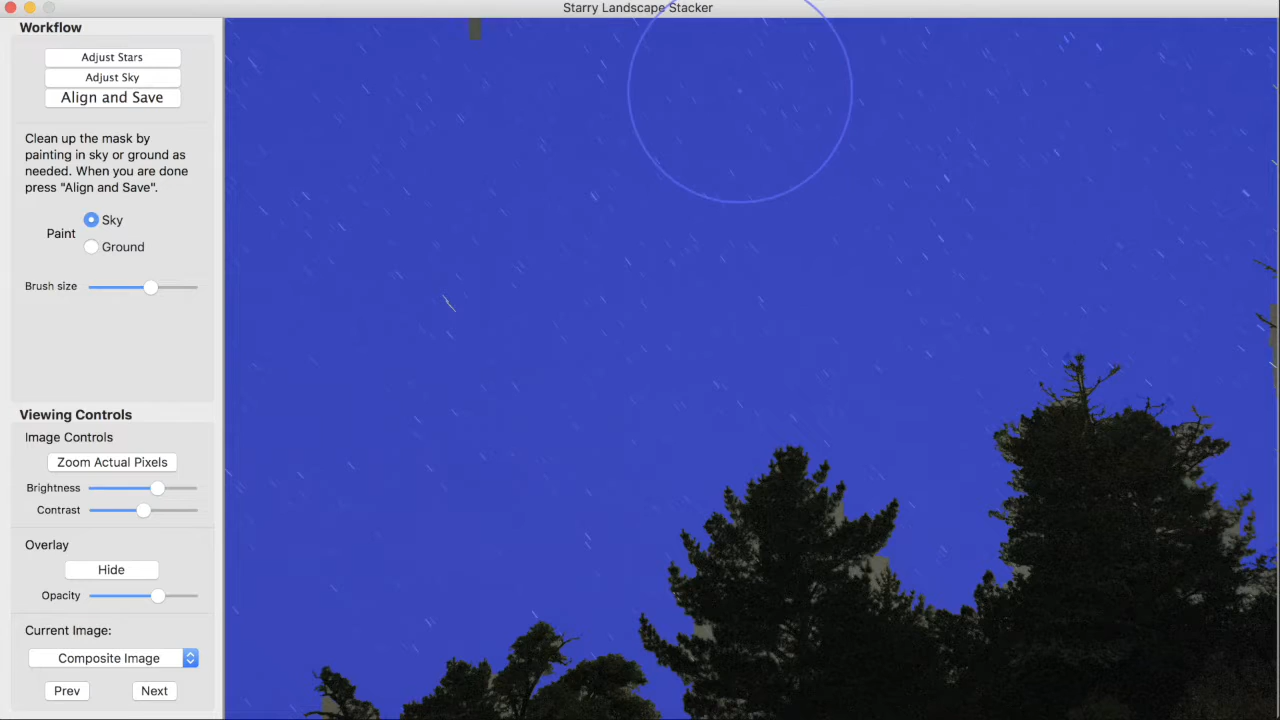 Starry Landscape Stacker
Workflow
Adjust Stars
Adjust Sky
Align and Save
Clean up the mask by
painting in sky or ground as
needed. When you are done
press "Align and Save".
Paint
Sky
Ground
Brush size
Viewing Controls
Image Controls
Zoom Actual Pixels
Brightness
Contrast
Overlay
Hide
Opacity
Current Image:
Composite Image
Prev
Next